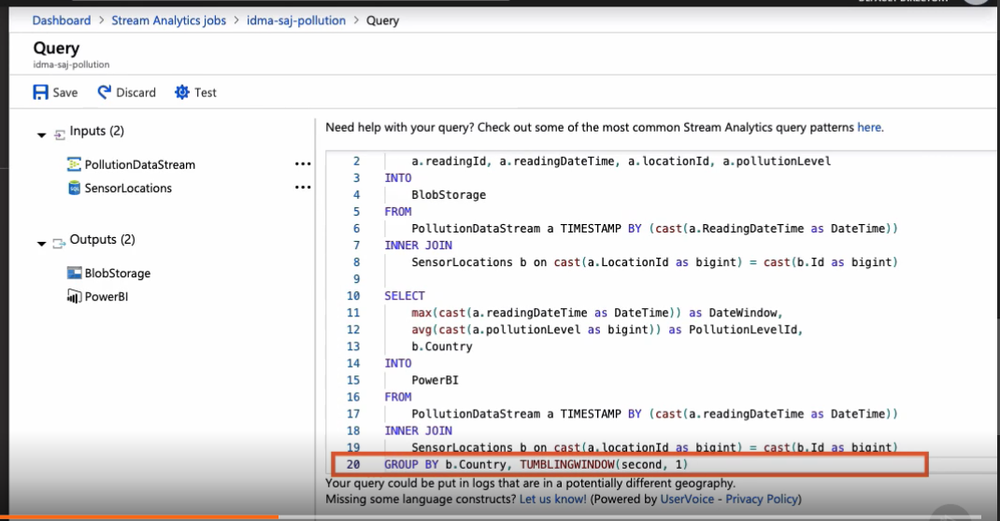 Dashboard > Stream Analytics jobs > idma-saj-pollution > Query
Query
idma-saj-pollution
Save Discard Test
Inputs (2)
PollutionDataStream ...
SensorLocations ...
Outputs (2)
BlobStorage
PowerBI
Need help with your query? Check out some of the most common Stream Analytics query patterns here.
2 a.readingId, a.readingDateTime, a.locationId, a.pollutionLevel
3 INTO
4 BlobStorage
5 FROM
6 PollutionDataStream a TIMESTAMP BY (cast(a.ReadingDateTime as DateTime))
7 INNER JOIN
8 SensorLocations b on cast(a.LocationId as bigint) = cast(b.Id as bigint)
9
10 SELECT
11 max(cast(a.readingDateTime as DateTime)) as DateWindow,
12 avg(cast(a.pollutionLevel as bigint)) as PollutionLevelId,
13 b.Country
14 INTO
15 PowerBI
16 FROM
17 PollutionDataStream a TIMESTAMP BY (cast(a.readingDateTime as DateTime))
18 INNER JOIN
19 SensorLocations b on cast(a.locationId as bigint) = cast(b.Id as bigint)
20 GROUP BY b.Country, TUMBLINGWINDOW(second, 1)
Your query could be put in logs that are in a potentially different geography.
Missing some language constructs? Let us know! (Powered by UserVoice - Privacy Policy)